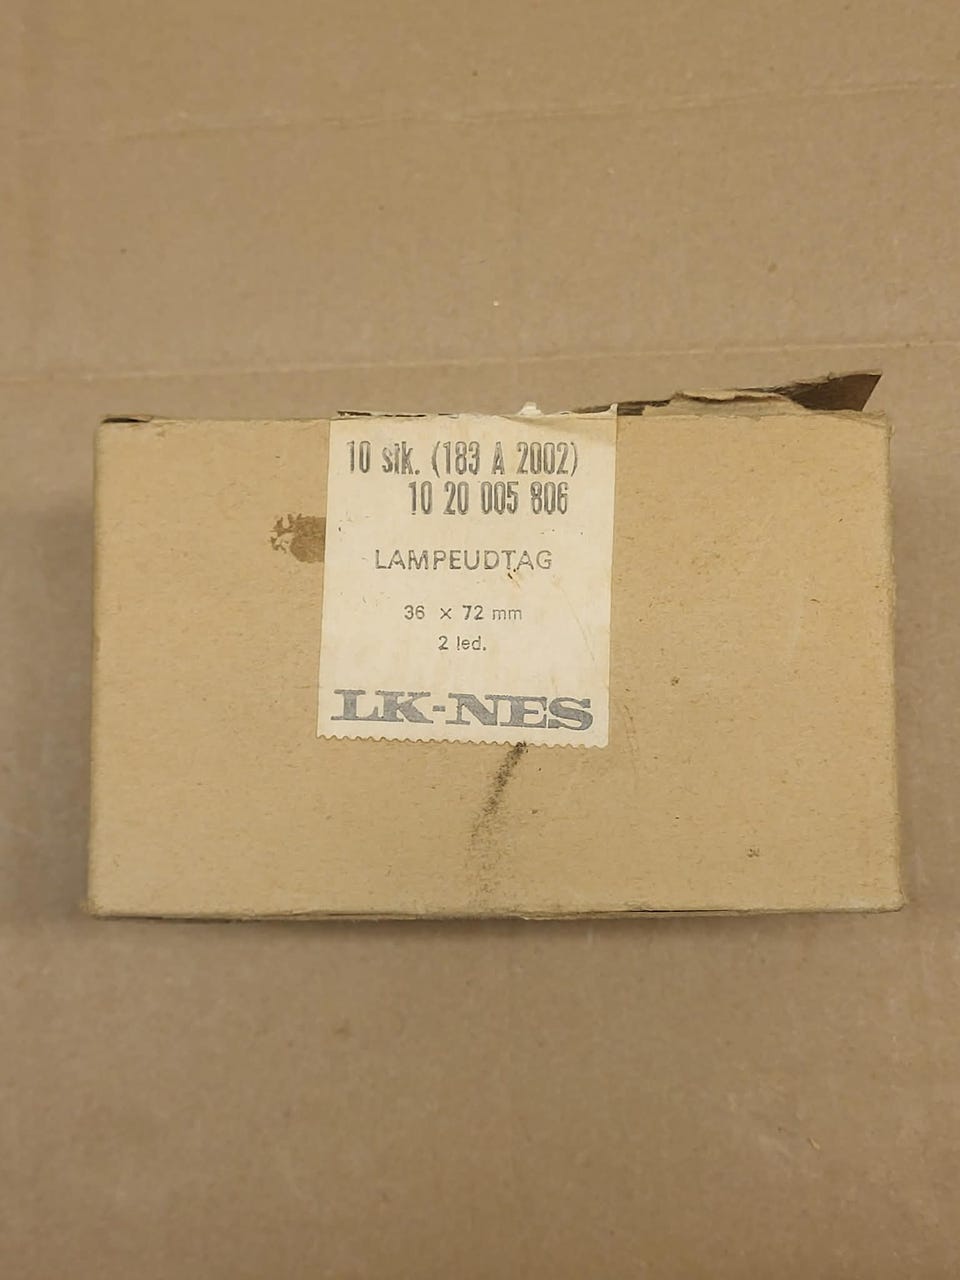 10 stk. (183 A 2002)
10 20 005 806
LAMPEUDTAG
36 × 72 mm
2 led.
LK-NES